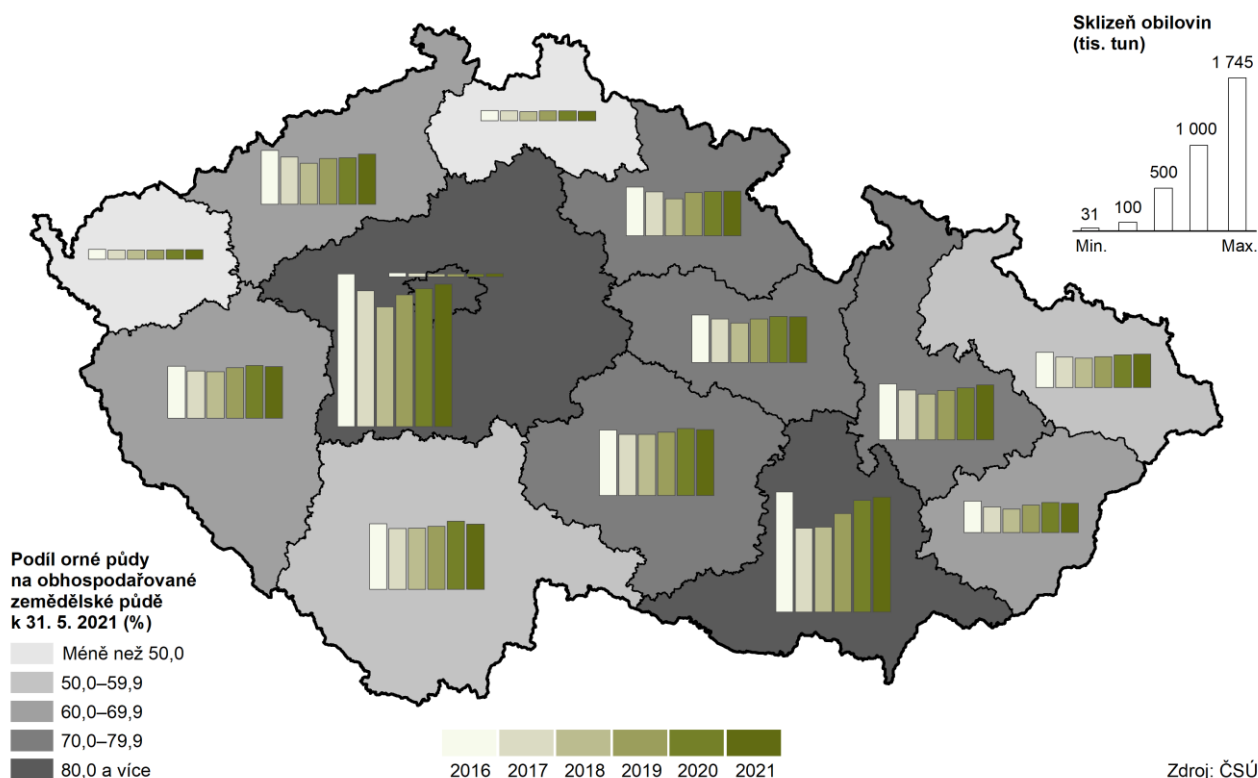 Sklizeň obilovin
(tis. tun)
1 745
1 000
500
100
31
Min.
Max.
Podíl orné půdy
na obhospodařované
zemědělské půdě
k 31. 5. 2021 (%)
Méně než 50,0
50,0–59,9
60,0–69,9
70,0–79,9
80,0 a více
2016 2017 2018 2019 2020 2021
Zdroj: ČSÚ